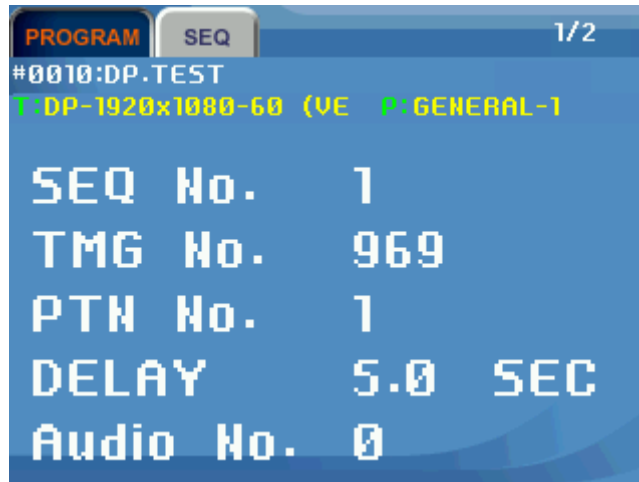 PROGRAM SEQ 1/2
#0010:DP.TEST
T:DP-1920x1080-60 (VE P:GENERAL-1
SEQ No. 1
TMG No. 969
PTN No. 1
DELAY 5.0 SEC
Audio No. 0